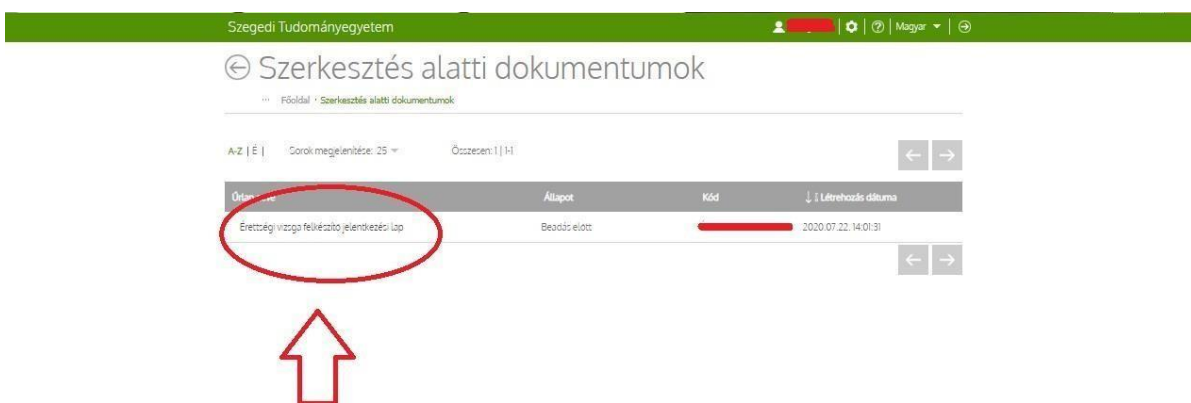 Szegedi Tudományegyetem
Magyar
Szerkesztés alatti dokumentumok
Főoldal Szerkesztés alatti dokumentumok
A-Z | É | Sorok megjelenítése: 25 Összesen: 1 | 1-1
Állapot Kód Létrehozás dátuma
Érettségi vizsga felkészítő jelentkezési lap Beadás előtt 2020.07.22. 14:01:31